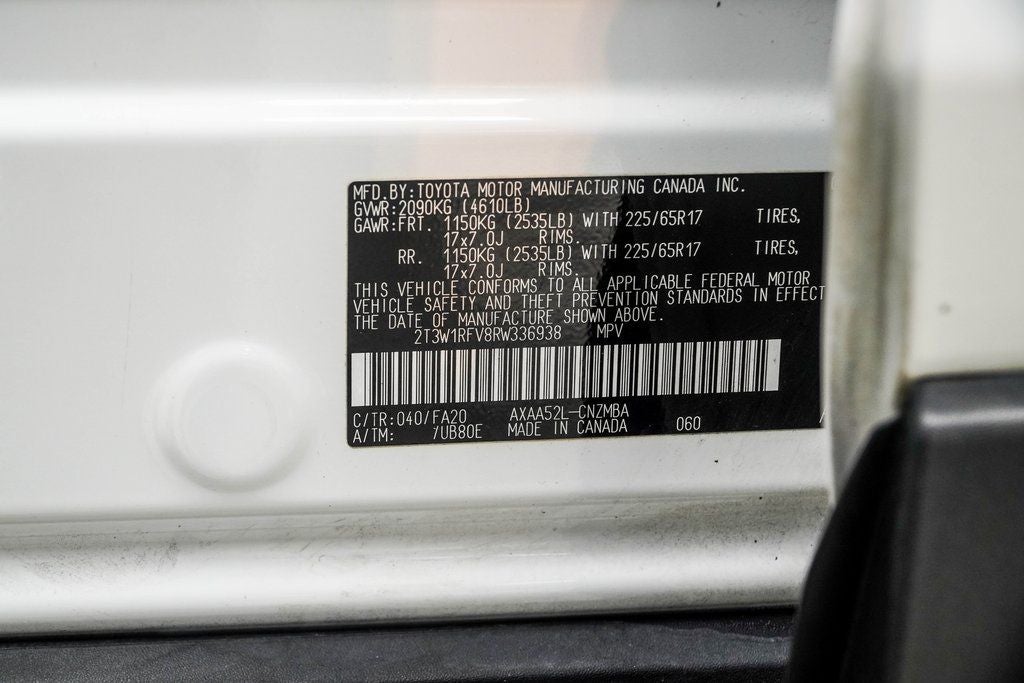 MFD.BY:TOYOTA MOTOR MANUFACTURING CANADA INC.
GVWR:2090KG (4610LB)
GAWR:FRT. 1150KG (2535LB) WITH 225/65R17 TIRES,
17x7.0J RIMS.
RR. 1150KG (2535LB) WITH 225/65R17 TIRES,
17x7.0J RIMS.
THIS VEHICLE CONFORMS TO ALL APPLICABLE FEDERAL MOTOR
VEHICLE SAFETY AND THEFT PREVENTION STANDARDS IN EFFECT
THE DATE OF MANUFACTURE SHOWN ABOVE.
2T3W1RFV8RW336938 MPV
C/TR:040/FA20 AXAA52L-CNZMBA
A/TM: /UB80E MADE IN CANADA 060